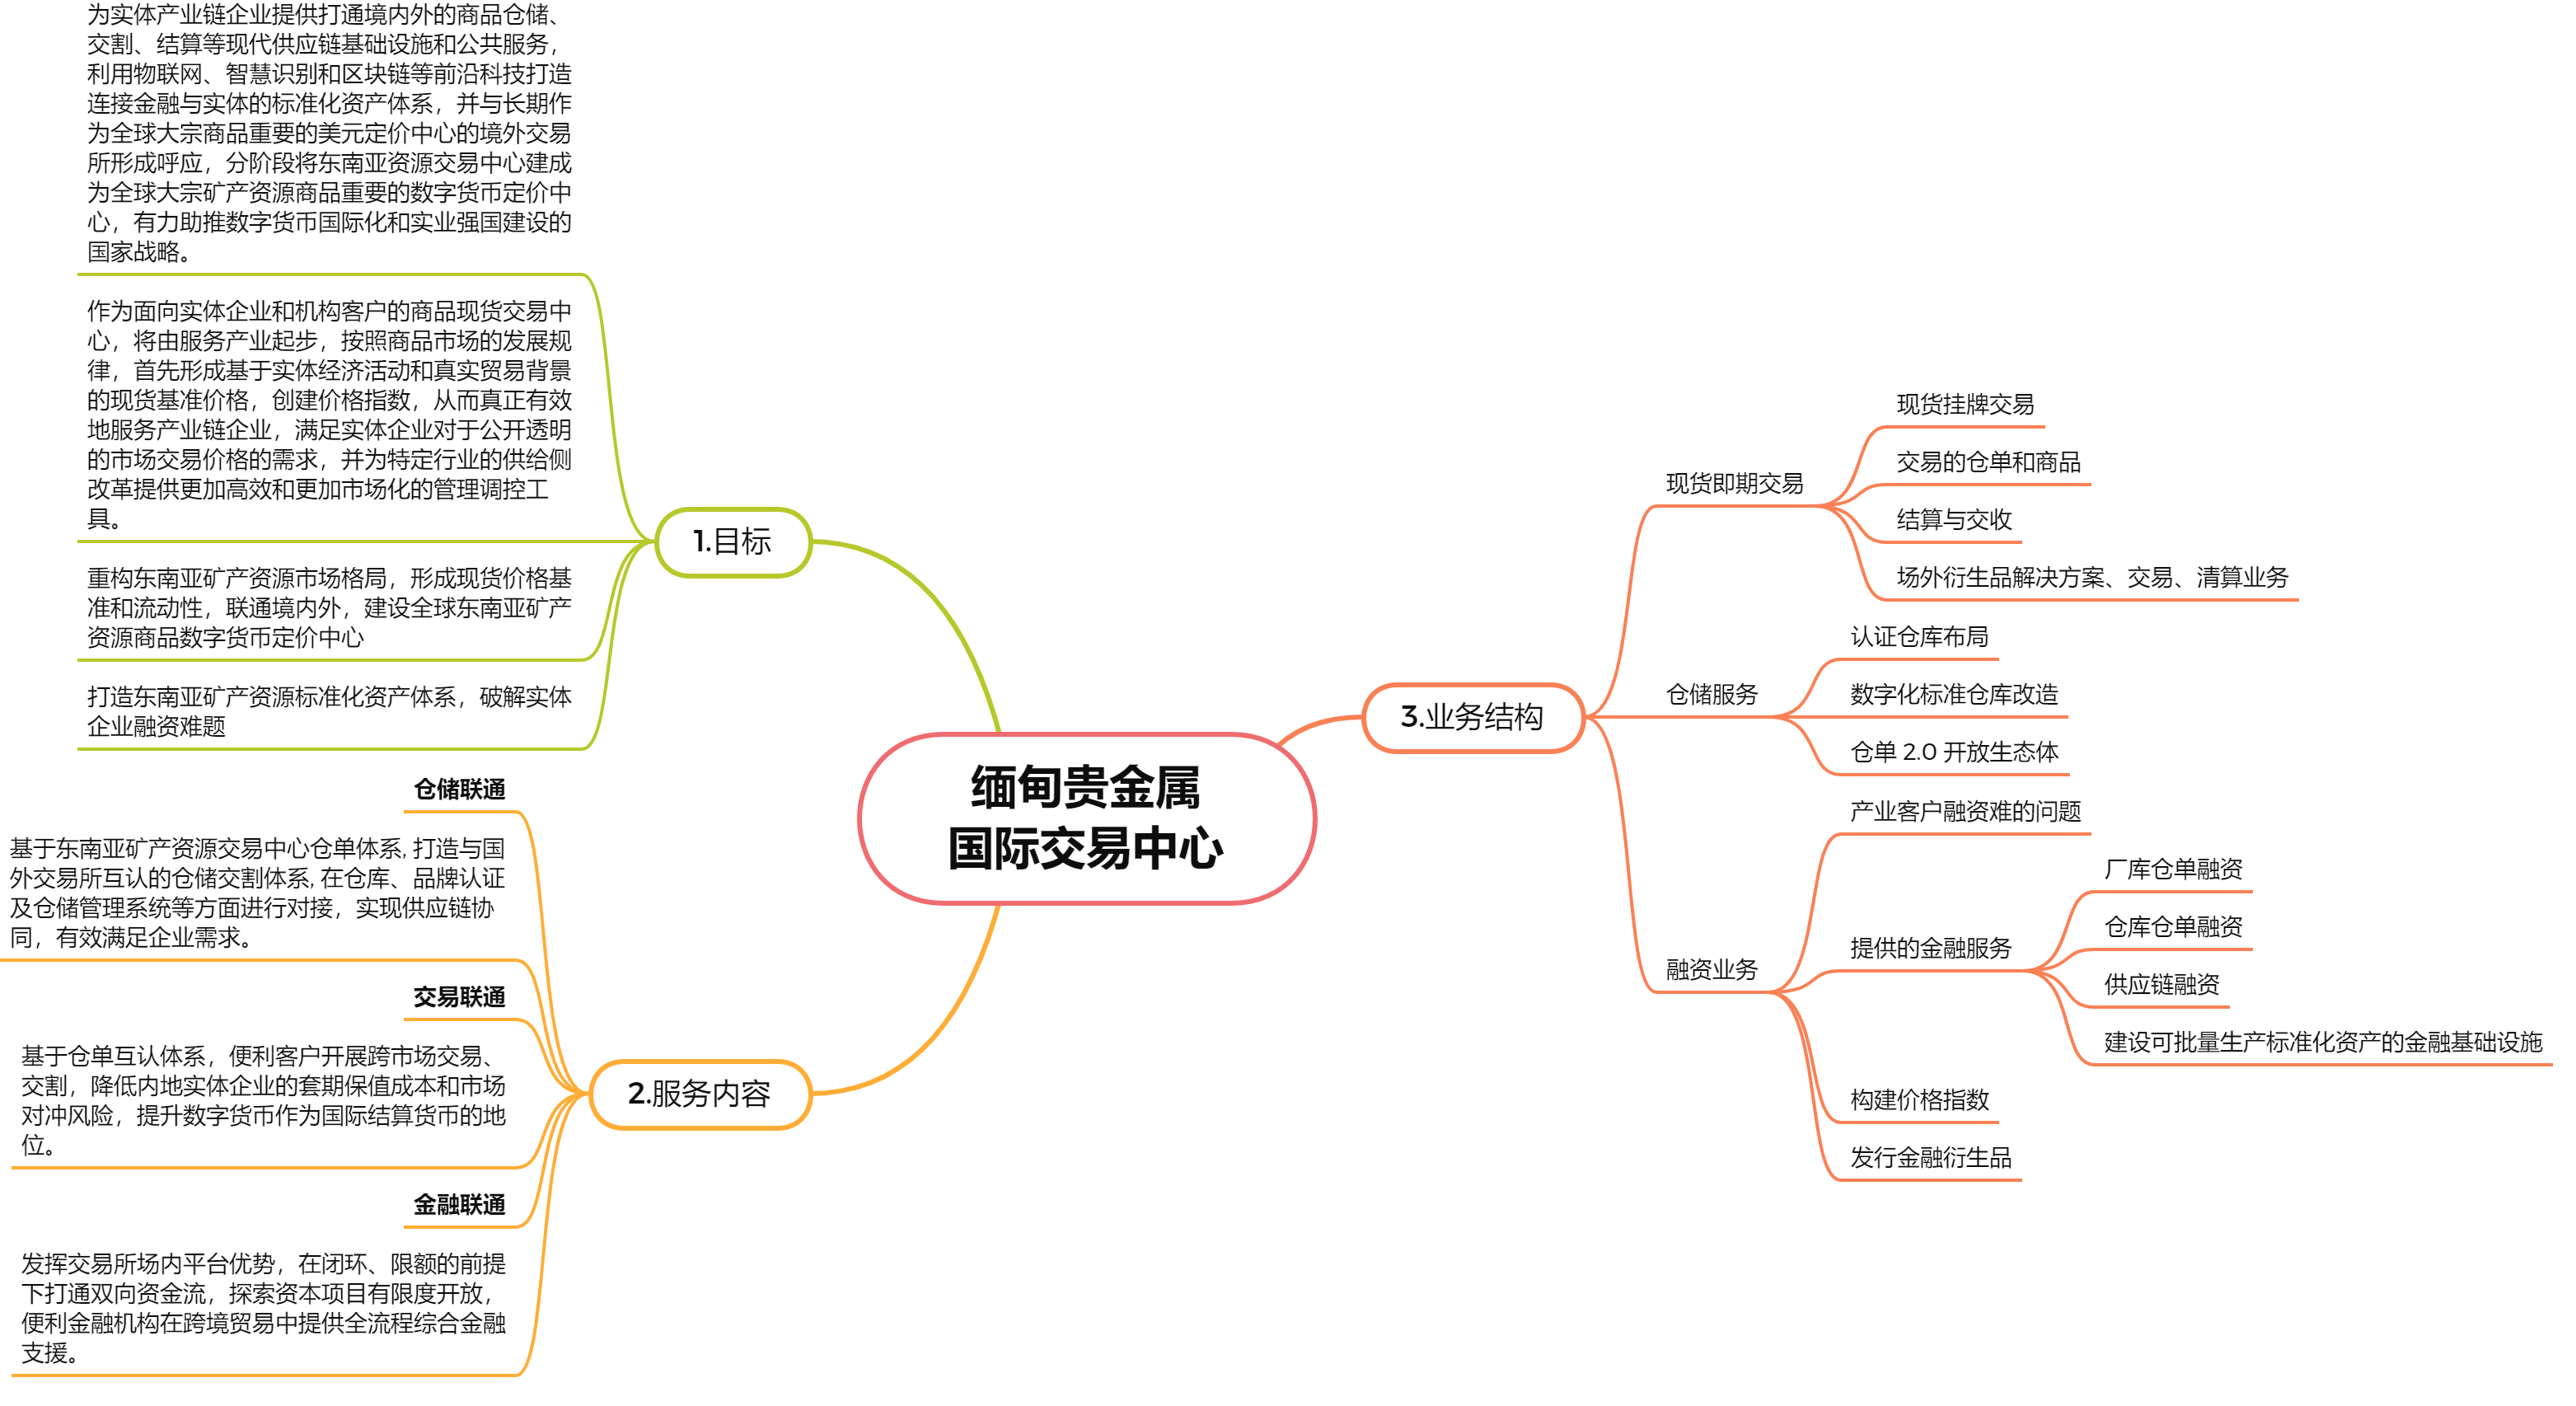 为实体产业链企业提供打通境内外的商品仓储、
交割、结算等现代供应链基础设施和公共服务，
利用物联网、智慧识别和区块链等前沿科技打造
连接金融与实体的标准化资产体系，并与长期作
为全球大宗商品重要的美元定价中心的境外交易
所形成呼应，分阶段将东南亚资源交易中心建成
为全球大宗矿产资源商品重要的数字货币定价中
心，有力助推数字货币国际化和实业强国建设的
国家战略。
作为面向实体企业和机构客户的商品现货交易中
心，将由服务产业起步，按照商品市场的发展规
律，首先形成基于实体经济活动和真实贸易背景
的现货基准价格，创建价格指数，从而真正有效
地服务产业链企业，满足实体企业对于公开透明
的市场交易价格的需求，并为特定行业的供给侧
改革提供更加高效和更加市场化的管理调控工
具。
重构东南亚矿产资源市场格局，形成现货价格基
准和流动性，联通境内外，建设全球东南亚矿产
资源商品数字货币定价中心
打造东南亚矿产资源标准化资产体系，破解实体
企业融资难题
1.目标
仓储联通
基于东南亚矿产资源交易中心仓单体系, 打造与国
外交易所互认的仓储交割体系, 在仓库、品牌认证
及仓储管理系统等方面进行对接，实现供应链协
同，有效满足企业需求。
交易联通
基于仓单互认体系，便利客户开展跨市场交易、
交割，降低内地实体企业的套期保值成本和市场
对冲风险，提升数字货币作为国际结算货币的地
位。
金融联通
发挥交易所场内平台优势，在闭环、限额的前提
下打通双向资金流，探索资本项目有限度开放，
便利金融机构在跨境贸易中提供全流程综合金融
支援。
2.服务内容
缅甸贵金属
国际交易中心
3.业务结构
现货即期交易
现货挂牌交易
交易的仓单和商品
结算与交收
场外衍生品解决方案、交易、清算业务
仓储服务
认证仓库布局
数字化标准仓库改造
仓单 2.0 开放生态体
融资业务
产业客户融资难的问题
提供的金融服务
厂库仓单融资
仓库仓单融资
供应链融资
建设可批量生产标准化资产的金融基础设施
构建价格指数
发行金融衍生品